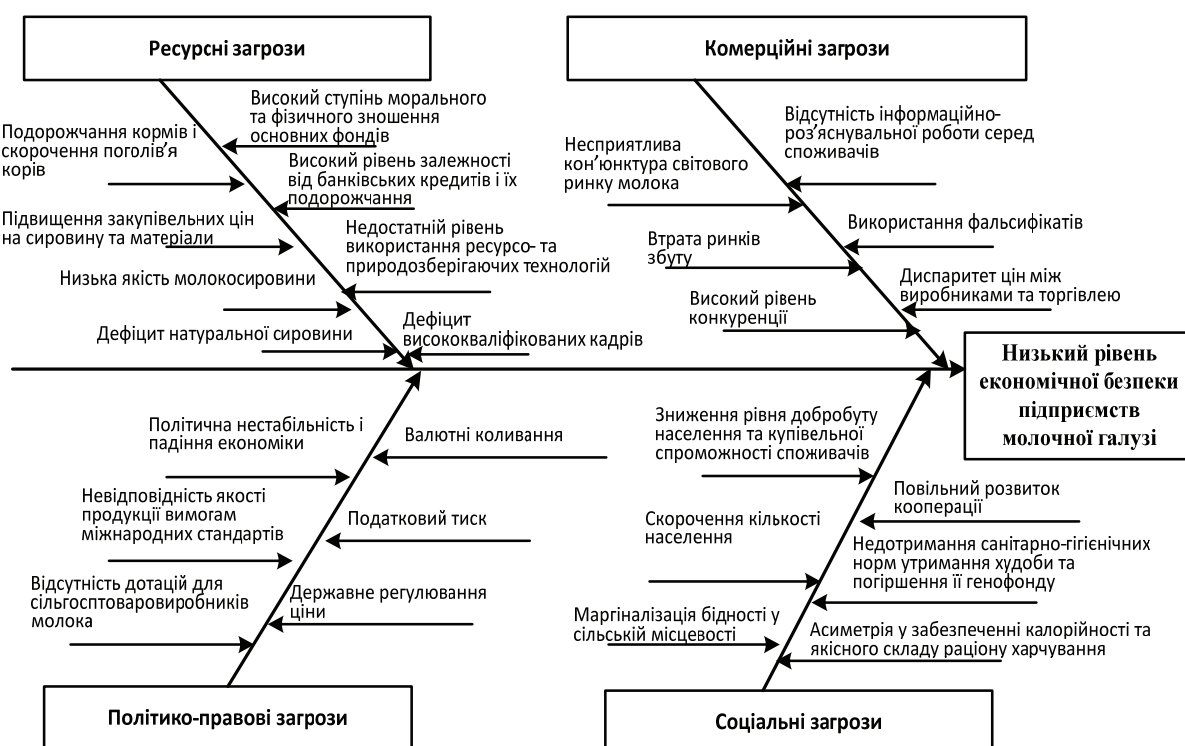 Ресурсні загрози
Комерційні загрози
Високий ступінь морального
та фізичного зношення
основних фондів
Подорожчання кормів і
скорочення поголів’я
корів
Високий рівень залежності
від банківських кредитів і їх
подорожчання
Підвищення закупівельних цін
на сировину та матеріали
Недостатній рівень
використання ресурсо- та
природозберігаючих технологій
Низька якість молокосировини
Дефіцит натуральної сировини
Дефіцит
висококваліфікованих кадрів
Відсутність інформаційно-
роз’яснувальної роботи серед
споживачів
Несприятлива
кон’юнктура світового
ринку молока
Використання фальсифікатів
Втрата ринків
збуту
Диспаритет цін між
виробниками та торгівлею
Високий рівень
конкуренції
Низький рівень
економічної безпеки
підприємств
молочної галузі
Політична нестабільність і
падіння економіки
Валютні коливання
Невідповідність якості
продукції вимогам
міжнародних стандартів
Податковий тиск
Відсутність дотацій для
сільгосптоваровиробників
молока
Державне регулювання
ціни
Зниження рівня добробуту
населення та купівельної
спроможності споживачів
Повільний розвиток
кооперації
Скорочення кількості
населення
Недотримання санітарно-гігієнічних
норм утримання худоби та
погіршення її генофонду
Маргіналізація бідності у
сільській місцевості
Асиметрія у забезпеченні калорійності та
якісного складу раціону харчування
Політико-правові загрози
Соціальні загрози